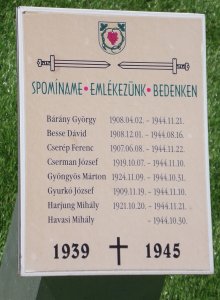 SPOMÍNAME • EMLÉKEZÜNK • BEDENKEN
Bárány György 1908.04.02. - 1944.11.21.
Besse Dávid 1908.12.01. - 1944.08.16.
Cserép Ferenc 1907.06.08. - 1944.11.22.
Cserman József 1919.10.07. - 1944.11.10.
Gyöngyös Márton 1924.11.09. - 1944.10.31.
Gyurkó József 1909.11.19. - 1944.11.10.
Harjung Mihály 1921.10.20. - 1944.11.21.
Havasi Mihály - 1944.10.30.
1939 1945